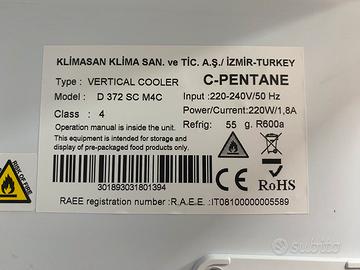 KLİMASAN KLİMA SAN. ve TİC. A.Ş./ İZMIR-TURKEY
Type : VERTICAL COOLER
C-PENTANE
Model : D 372 SC M4C
Input :220-240V/50 Hz
Class : 4
Power/Current:220W/1,8A
Operation manual is inside the unit.
Refrig: 55 g. R600a
This equipment is intended for storage and
display of pre-packaged food products only.
301893031801394
RoHS
RAEE registration number : R.A.E.E. :IT08100000005589
subito